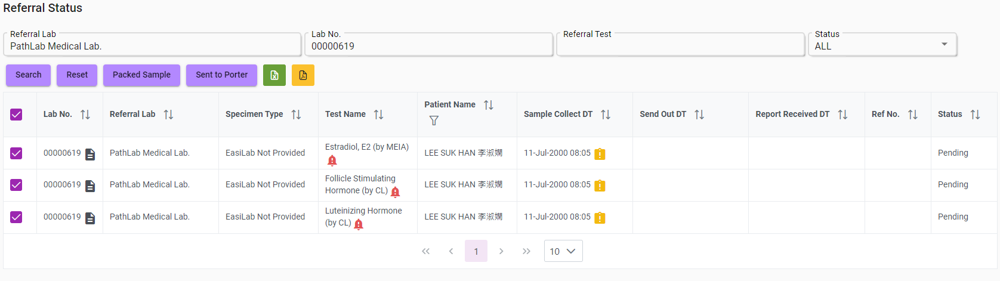 Referral Status
Referral Lab
PathLab Medical Lab.
Lab No.
00000619
Referral Test
Status
ALL
Search
Reset
Packed Sample
Sent to Porter
Lab No.
Referral Lab
Specimen Type
Test Name
Patient Name
Sample Collect DT
Send Out DT
Report Received DT
Ref No.
Status
00000619
PathLab Medical Lab.
EasiLab Not Provided
Estradiol, E2 (by MEIA)
LEE SUK HAN 李淑嫻
11-Jul-2000 08:05
Pending
00000619
PathLab Medical Lab.
EasiLab Not Provided
Follicle Stimulating
Hormone (by CL)
LEE SUK HAN 李淑嫻
11-Jul-2000 08:05
Pending
00000619
PathLab Medical Lab.
EasiLab Not Provided
Luteinizing Hormone
(by CL)
LEE SUK HAN 李淑嫻
11-Jul-2000 08:05
Pending
1
10